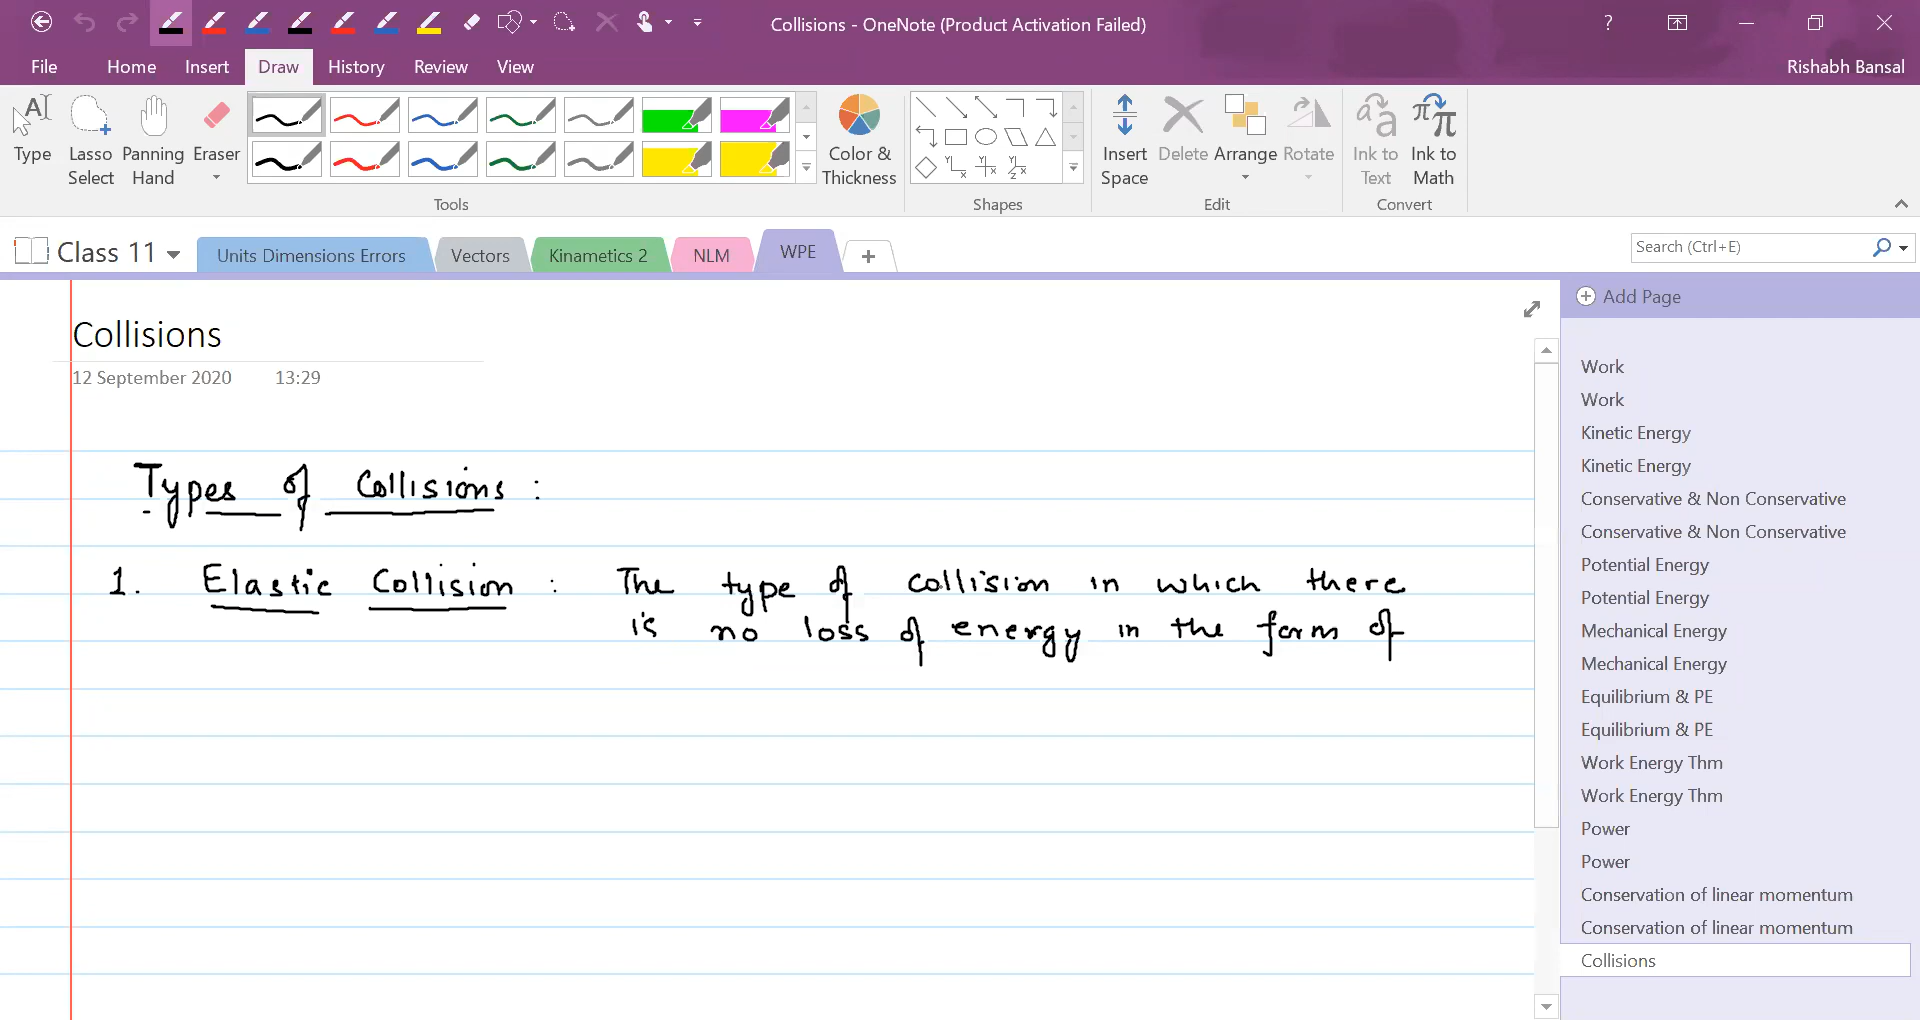 Collisions - OneNote (Product Activation Failed)
?
File Home Insert Draw History Review View
Rishabh Bansal
Type
Lasso Select
Panning Hand
Eraser
Color & Thickness
Insert Space
Delete
Arrange
Rotate
Ink to Text
Ink to Math
Tools
Shapes
Edit
Convert
Class 11
Units Dimensions Errors
Vectors
Kinametics 2
NLM
WPE
Search (Ctrl+E)
Add Page
Collisions
12 September 2020 13:29
Types of Collisions :
1. Elastic Collision : The type of collision in which there
is no loss of energy in the form of
Work
Work
Kinetic Energy
Kinetic Energy
Conservative & Non Conservative
Conservative & Non Conservative
Potential Energy
Potential Energy
Mechanical Energy
Mechanical Energy
Equilibrium & PE
Equilibrium & PE
Work Energy Thm
Work Energy Thm
Power
Power
Conservation of linear momentum
Conservation of linear momentum
Collisions